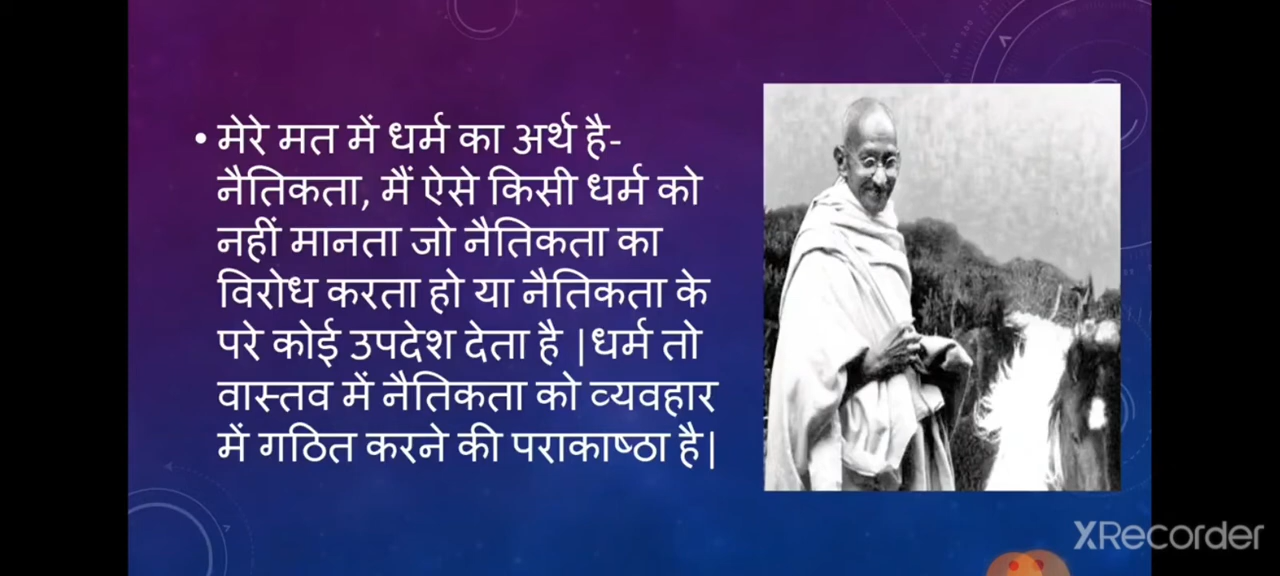 • मेरे मत में धर्म का अर्थ है-
नैतिकता, मैं ऐसे किसी धर्म को
नहीं मानता जो नैतिकता का
विरोध करता हो या नैतिकता के
परे कोई उपदेश देता है |धर्म तो
वास्तव में नैतिकता को व्यवहार
में गठित करने की पराकाष्ठा है|
XRecorder